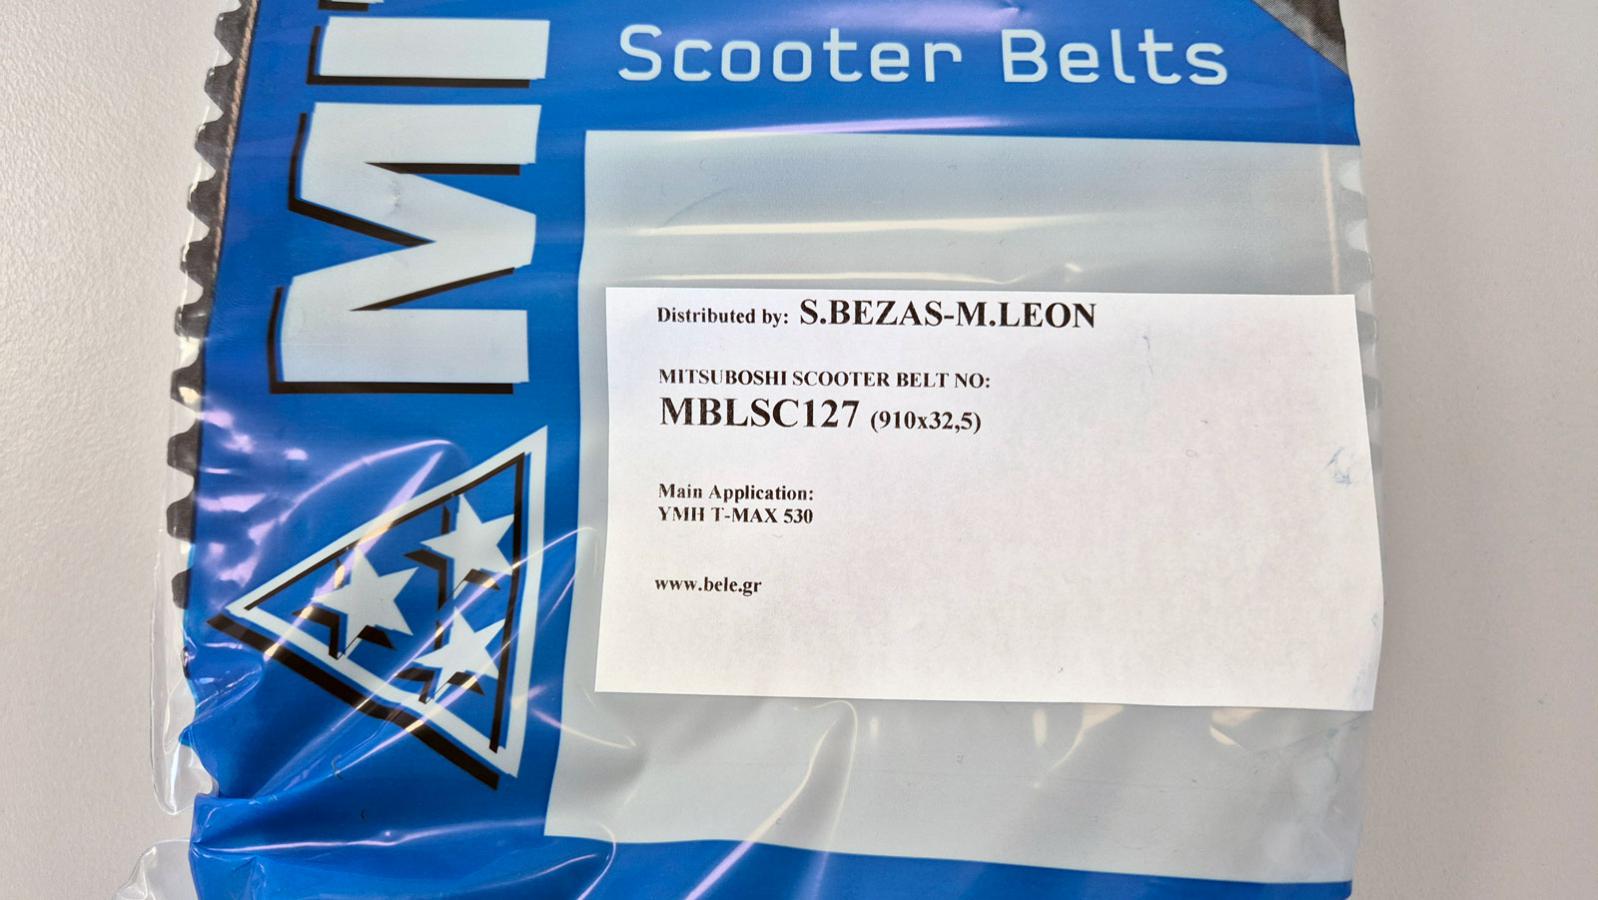 Scooter Belts
Distributed by: S.BEZAS-M.LEON
MITSUBOSHI SCOOTER BELT NO:
MBLSC127 (910x32,5)
Main Application:
YMH T-MAX 530
www.bele.gr
MI